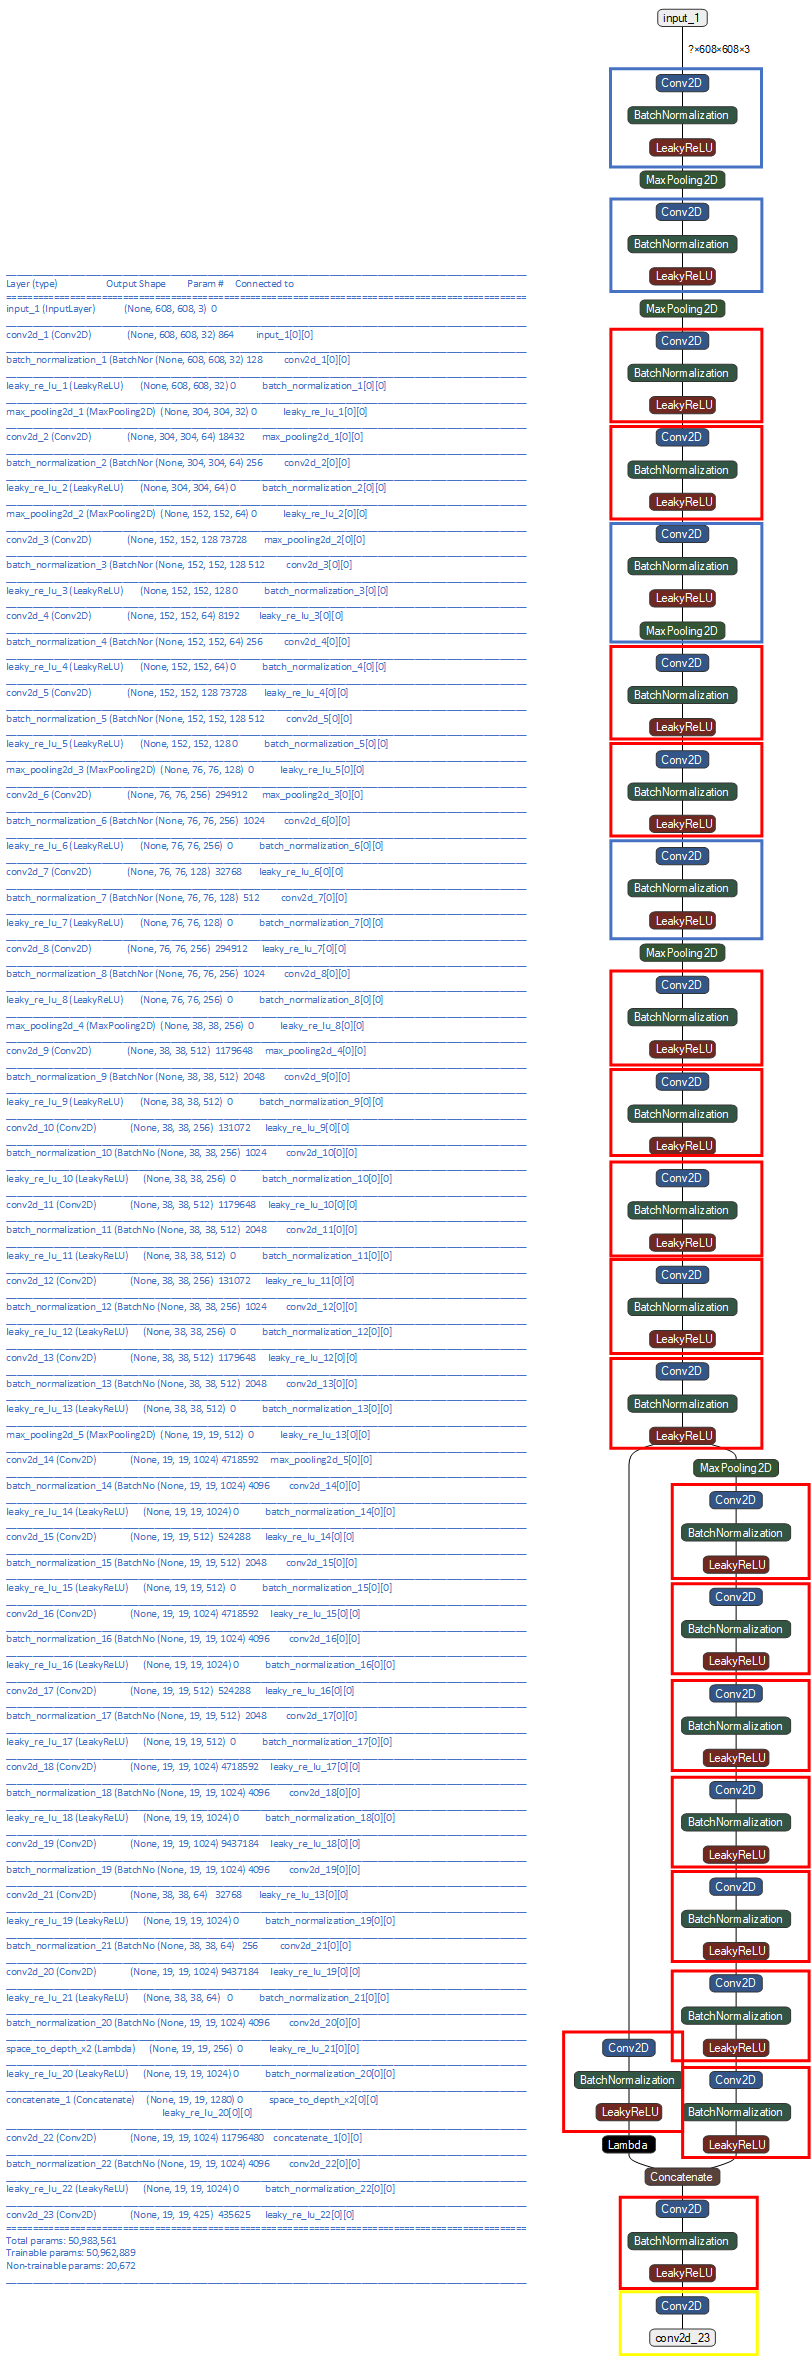 Layer (type) Output Shape Param # Connected to
==========
input_1 (InputLayer) (None, 608, 608, 3) 0
conv2d_1 (Conv2D) (None, 608, 608, 32) 864 input_1[0][0]
batch_normalization_1 (BatchNor (None, 608, 608, 32) 128 conv2d_1[0][0]
leaky_re_lu_1 (LeakyReLU) (None, 608, 608, 32) 0 batch_normalization_1[0][0]
max_pooling2d_1 (MaxPooling2D) (None, 304, 304, 32) 0 leaky_re_lu_1[0][0]
conv2d_2 (Conv2D) (None, 304, 304, 64) 18432 max_pooling2d_1[0][0]
batch_normalization_2 (BatchNor (None, 304, 304, 64) 256 conv2d_2[0][0]
leaky_re_lu_2 (LeakyReLU) (None, 304, 304, 64) 0 batch_normalization_2[0][0]
max_pooling2d_2 (MaxPooling2D) (None, 152, 152, 64) 0 leaky_re_lu_2[0][0]
conv2d_3 (Conv2D) (None, 152, 152, 128 73728 max_pooling2d_2[0][0]
batch_normalization_3 (BatchNor (None, 152, 152, 128 512 conv2d_3[0][0]
leaky_re_lu_3 (LeakyReLU) (None, 152, 152, 128 0 batch_normalization_3[0][0]
conv2d_4 (Conv2D) (None, 152, 152, 64) 8192 leaky_re_lu_3[0][0]
batch_normalization_4 (BatchNor (None, 152, 152, 64) 256 conv2d_4[0][0]
leaky_re_lu_4 (LeakyReLU) (None, 152, 152, 64) 0 batch_normalization_4[0][0]
conv2d_5 (Conv2D) (None, 152, 152, 128 73728 leaky_re_lu_4[0][0]
batch_normalization_5 (BatchNor (None, 152, 152, 128 512 conv2d_5[0][0]
leaky_re_lu_5 (LeakyReLU) (None, 152, 152, 128 0 batch_normalization_5[0][0]
max_pooling2d_3 (MaxPooling2D) (None, 76, 76, 128) 0 leaky_re_lu_5[0][0]
conv2d_6 (Conv2D) (None, 76, 76, 256) 294912 max_pooling2d_3[0][0]
batch_normalization_6 (BatchNor (None, 76, 76, 256) 1024 conv2d_6[0][0]
leaky_re_lu_6 (LeakyReLU) (None, 76, 76, 256) 0 batch_normalization_6[0][0]
conv2d_7 (Conv2D) (None, 76, 76, 128) 32768 leaky_re_lu_6[0][0]
batch_normalization_7 (BatchNor (None, 76, 76, 128) 512 conv2d_7[0][0]
leaky_re_lu_7 (LeakyReLU) (None, 76, 76, 128) 0 batch_normalization_7[0][0]
conv2d_8 (Conv2D) (None, 76, 76, 256) 294912 leaky_re_lu_7[0][0]
batch_normalization_8 (BatchNor (None, 76, 76, 256) 1024 conv2d_8[0][0]
leaky_re_lu_8 (LeakyReLU) (None, 76, 76, 256) 0 batch_normalization_8[0][0]
max_pooling2d_4 (MaxPooling2D) (None, 38, 38, 256) 0 leaky_re_lu_8[0][0]
conv2d_9 (Conv2D) (None, 38, 38, 512) 1179648 max_pooling2d_4[0][0]
batch_normalization_9 (BatchNor (None, 38, 38, 512) 2048 conv2d_9[0][0]
leaky_re_lu_9 (LeakyReLU) (None, 38, 38, 512) 0 batch_normalization_9[0][0]
conv2d_10 (Conv2D) (None, 38, 38, 256) 131072 leaky_re_lu_9[0][0]
batch_normalization_10 (BatchNo (None, 38, 38, 256) 1024 conv2d_10[0][0]
leaky_re_lu_10 (LeakyReLU) (None, 38, 38, 256) 0 batch_normalization_10[0][0]
conv2d_11 (Conv2D) (None, 38, 38, 512) 1179648 leaky_re_lu_10[0][0]
batch_normalization_11 (BatchNo (None, 38, 38, 512) 2048 conv2d_11[0][0]
leaky_re_lu_11 (LeakyReLU) (None, 38, 38, 512) 0 batch_normalization_11[0][0]
conv2d_12 (Conv2D) (None, 38, 38, 256) 131072 leaky_re_lu_11[0][0]
batch_normalization_12 (BatchNo (None, 38, 38, 256) 1024 conv2d_12[0][0]
leaky_re_lu_12 (LeakyReLU) (None, 38, 38, 256) 0 batch_normalization_12[0][0]
conv2d_13 (Conv2D) (None, 38, 38, 512) 1179648 leaky_re_lu_12[0][0]
batch_normalization_13 (BatchNo (None, 38, 38, 512) 2048 conv2d_13[0][0]
leaky_re_lu_13 (LeakyReLU) (None, 38, 38, 512) 0 batch_normalization_13[0][0]
max_pooling2d_5 (MaxPooling2D) (None, 19, 19, 512) 0 leaky_re_lu_13[0][0]
conv2d_14 (Conv2D) (None, 19, 19, 1024) 4718592 max_pooling2d_5[0][0]
batch_normalization_14 (BatchNo (None, 19, 19, 1024) 4096 conv2d_14[0][0]
leaky_re_lu_14 (LeakyReLU) (None, 19, 19, 1024) 0 batch_normalization_14[0][0]
conv2d_15 (Conv2D) (None, 19, 19, 512) 524288 leaky_re_lu_14[0][0]
batch_normalization_15 (BatchNo (None, 19, 19, 512) 2048 conv2d_15[0][0]
leaky_re_lu_15 (LeakyReLU) (None, 19, 19, 512) 0 batch_normalization_15[0][0]
conv2d_16 (Conv2D) (None, 19, 19, 1024) 4718592 leaky_re_lu_15[0][0]
batch_normalization_16 (BatchNo (None, 19, 19, 1024) 4096 conv2d_16[0][0]
leaky_re_lu_16 (LeakyReLU) (None, 19, 19, 1024) 0 batch_normalization_16[0][0]
conv2d_17 (Conv2D) (None, 19, 19, 512) 524288 leaky_re_lu_16[0][0]
batch_normalization_17 (BatchNo (None, 19, 19, 512) 2048 conv2d_17[0][0]
leaky_re_lu_17 (LeakyReLU) (None, 19, 19, 512) 0 batch_normalization_17[0][0]
conv2d_18 (Conv2D) (None, 19, 19, 1024) 4718592 leaky_re_lu_17[0][0]
batch_normalization_18 (BatchNo (None, 19, 19, 1024) 4096 conv2d_18[0][0]
leaky_re_lu_18 (LeakyReLU) (None, 19, 19, 1024) 0 batch_normalization_18[0][0]
conv2d_19 (Conv2D) (None, 19, 19, 1024) 9437184 leaky_re_lu_18[0][0]
batch_normalization_19 (BatchNo (None, 19, 19, 1024) 4096 conv2d_19[0][0]
conv2d_21 (Conv2D) (None, 38, 38, 64) 32768 leaky_re_lu_13[0][0]
leaky_re_lu_19 (LeakyReLU) (None, 19, 19, 1024) 0 batch_normalization_19[0][0]
batch_normalization_21 (BatchNo (None, 38, 38, 64) 256 conv2d_21[0][0]
conv2d_20 (Conv2D) (None, 19, 19, 1024) 9437184 leaky_re_lu_19[0][0]
leaky_re_lu_21 (LeakyReLU) (None, 38, 38, 64) 0 batch_normalization_21[0][0]
batch_normalization_20 (BatchNo (None, 19, 19, 1024) 4096 conv2d_20[0][0]
space_to_depth_x2 (Lambda) (None, 19, 19, 256) 0 leaky_re_lu_21[0][0]
leaky_re_lu_20 (LeakyReLU) (None, 19, 19, 1024) 0 batch_normalization_20[0][0]
concatenate_1 (Concatenate) (None, 19, 19, 1280) 0 space_to_depth_x2[0][0]
leaky_re_lu_20[0][0]
conv2d_22 (Conv2D) (None, 19, 19, 1024) 11796480 concatenate_1[0][0]
batch_normalization_22 (BatchNo (None, 19, 19, 1024) 4096 conv2d_22[0][0]
leaky_re_lu_22 (LeakyReLU) (None, 19, 19, 1024) 0 batch_normalization_22[0][0]
conv2d_23 (Conv2D) (None, 19, 19, 425) 435625 leaky_re_lu_22[0][0]
==========
Total params: 50,983,561
Trainable params: 50,962,889
Non-trainable params: 20,672
input_1
?×608×608×3
Conv2D
BatchNormalization
LeakyReLU
MaxPooling2D
Conv2D
BatchNormalization
LeakyReLU
MaxPooling2D
Conv2D
BatchNormalization
LeakyReLU
Conv2D
BatchNormalization
LeakyReLU
Conv2D
BatchNormalization
LeakyReLU
MaxPooling2D
Conv2D
BatchNormalization
LeakyReLU
Conv2D
BatchNormalization
LeakyReLU
Conv2D
BatchNormalization
LeakyReLU
MaxPooling2D
Conv2D
BatchNormalization
LeakyReLU
Conv2D
BatchNormalization
LeakyReLU
Conv2D
BatchNormalization
LeakyReLU
Conv2D
BatchNormalization
LeakyReLU
Conv2D
BatchNormalization
LeakyReLU
MaxPooling2D
Conv2D
BatchNormalization
LeakyReLU
Conv2D
BatchNormalization
LeakyReLU
Conv2D
BatchNormalization
LeakyReLU
Conv2D
BatchNormalization
LeakyReLU
Conv2D
BatchNormalization
LeakyReLU
Conv2D
BatchNormalization
LeakyReLU
Conv2D
BatchNormalization
LeakyReLU
Conv2D
BatchNormalization
LeakyReLU
Lambda
Concatenate
Conv2D
BatchNormalization
LeakyReLU
Conv2D
conv2d_23